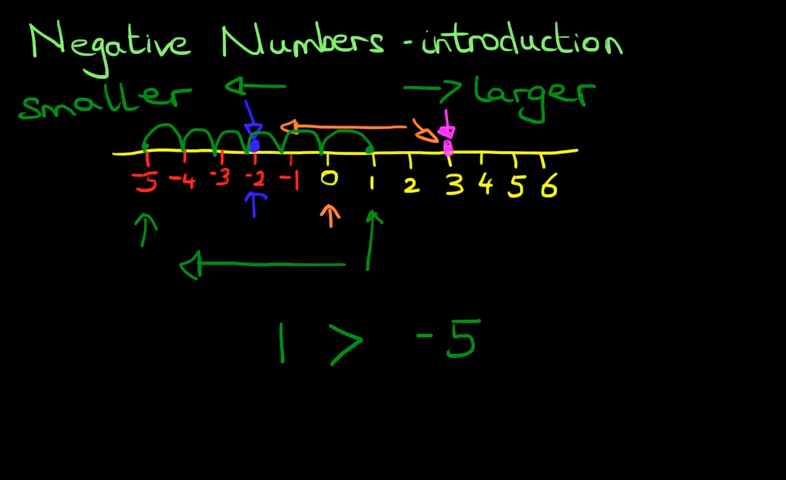 Negative Numbers - introduction
smaller larger
-5 -4 -3 -2 -1 0 1 2 3 4 5 6
1 > -5